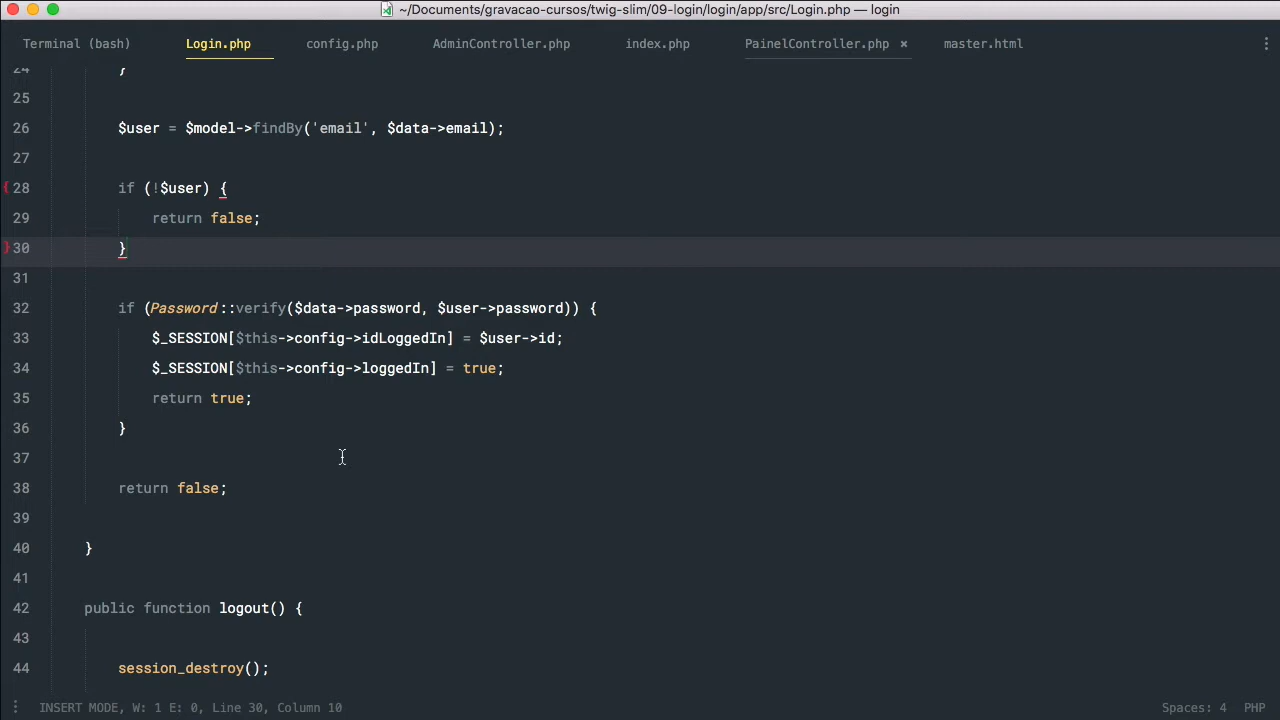 ~/Documents/gravacao-cursos/twig-slim/09-login/login/app/src/Login.php — login
Terminal (bash) Login.php config.php AdminController.php index.php PainelController.php × master.html
24 }
25
26 $user = $model->findBy('email', $data->email);
27
28 if (!$user) {
29 return false;
30 }
31
32 if (Password::verify($data->password, $user->password)) {
33 $_SESSION[$this->config->idLoggedIn] = $user->id;
34 $_SESSION[$this->config->loggedIn] = true;
35 return true;
36 }
37
38 return false;
39
40 }
41
42 public function logout() {
43
44 session_destroy();
INSERT MODE, W: 1 E: 0, Line 30, Column 10 Spaces: 4 PHP